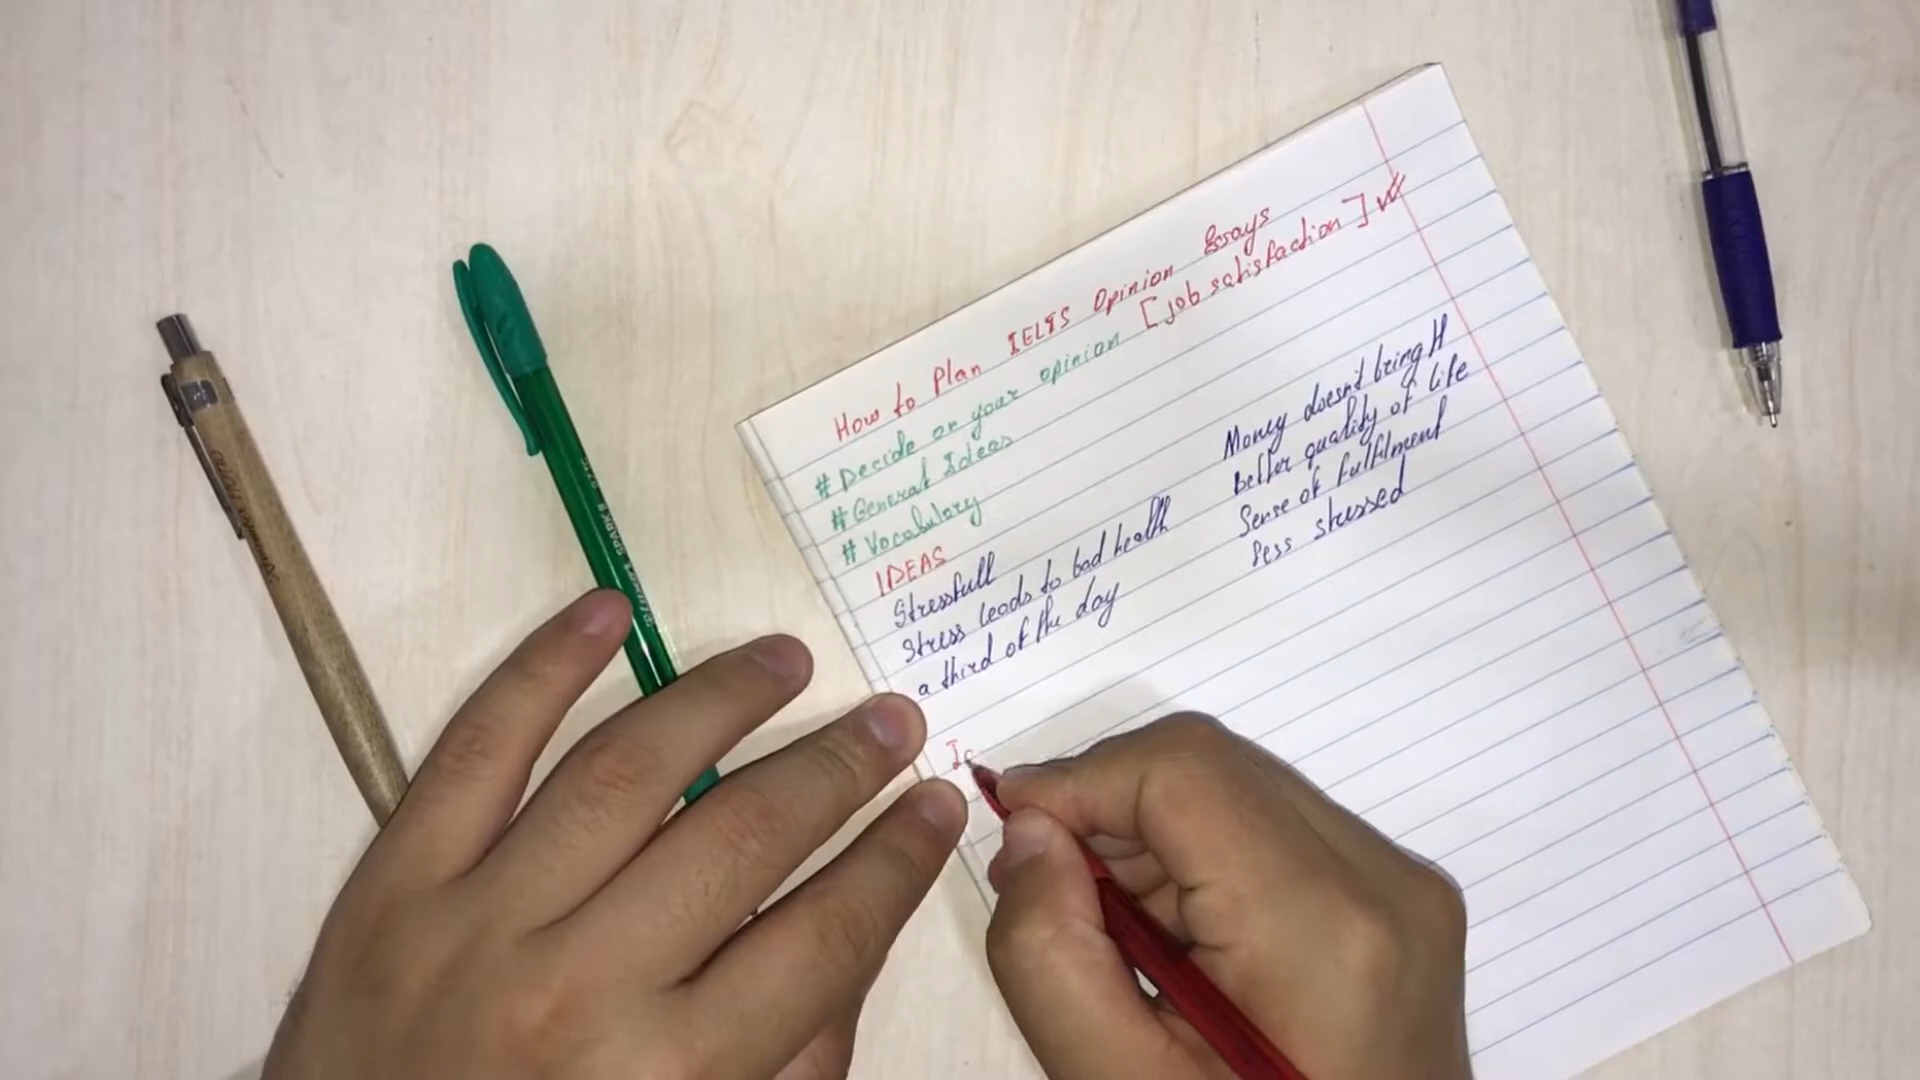 How to Plan IELTS Opinion Essays
# Decide on your opinion [job satisfaction]
# General Ideas
# Vocabulary
IDEAS
Stressfull
Stress leads to bad health
a third of the day
Money doesn't bring H
better quality of life
Sense of fulfilment
less stressed